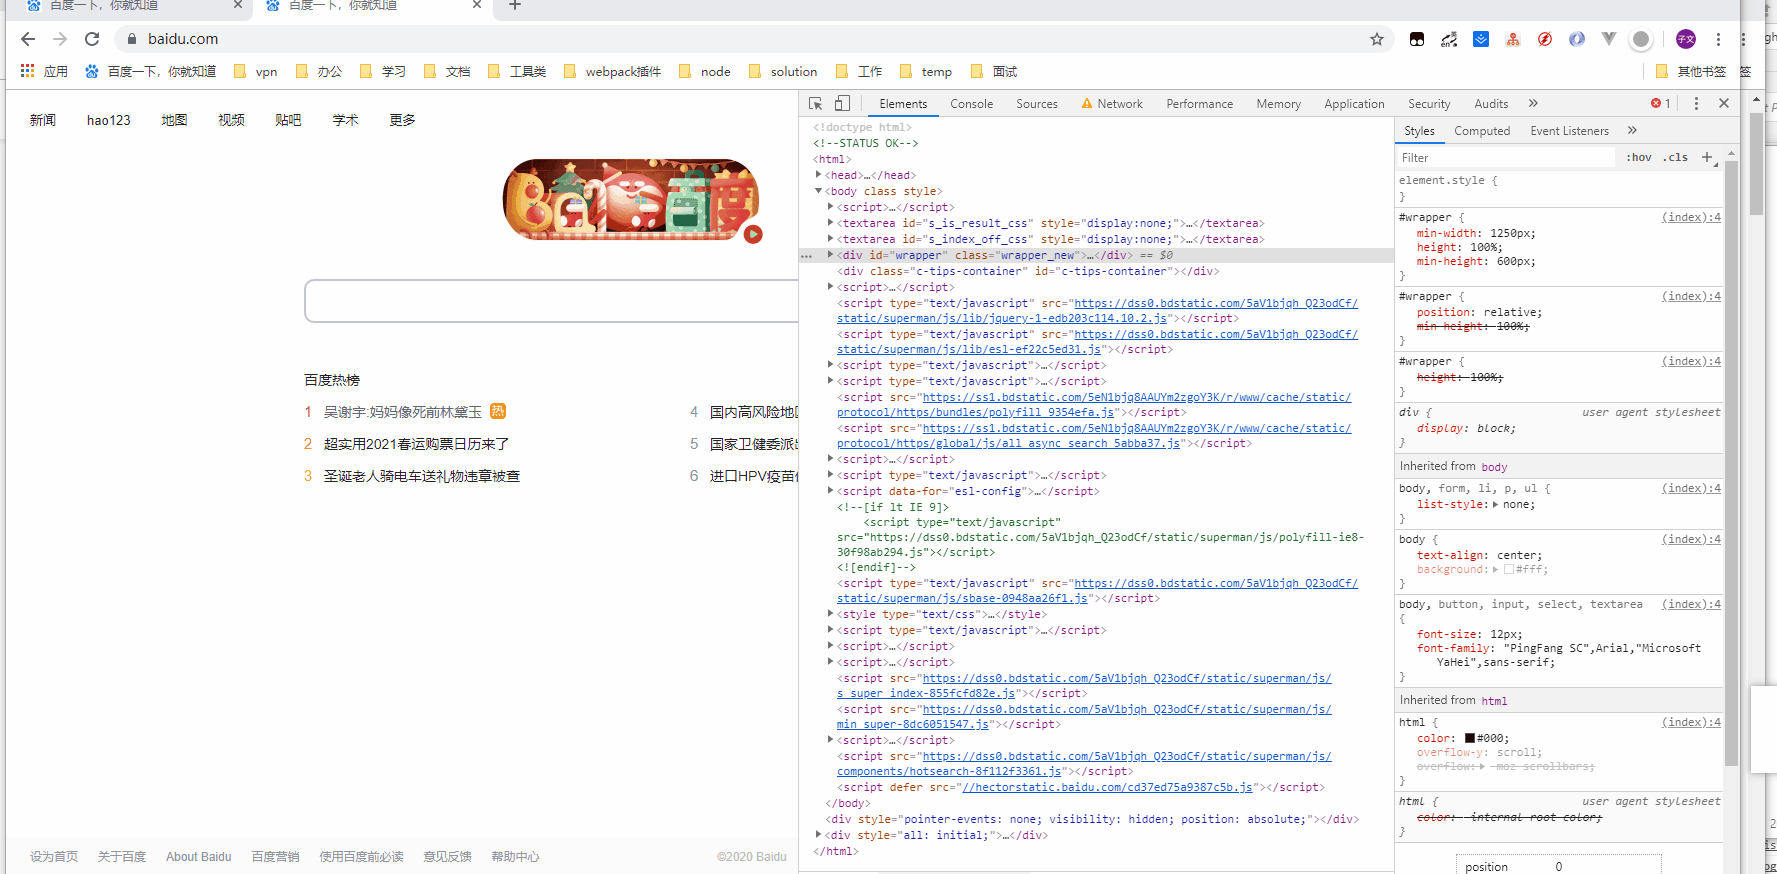 百度一下，你就知道
百度一下，你就知道
baidu.com
应用 百度一下，你就知道 vpn 办公 学习 文档 工具类 webpack插件 node solution 工作 temp 面试 其他书签 签
新闻 hao123 地图 视频 贴吧 学术 更多
Bai 百度
百度热榜
1 吴谢宇:妈妈像死前林黛玉 热
2 超实用2021春运购票日历来了
3 圣诞老人骑电车送礼物违章被查
4 国内高风险地区
5 国家卫健委派出
6 进口HPV疫苗
设为首页 关于百度 About Baidu 百度营销 使用百度前必读 意见反馈 帮助中心 ©2020 Baidu
Elements Console Sources Network Performance Memory Application Security Audits » 1
<!doctype html>
<!--STATUS OK-->
<html>
<head>…</head>
<body class style>
<script>…</script>
<textarea id="s_is_result_css" style="display:none;">…</textarea>
<textarea id="s_index_off_css" style="display:none;">…</textarea>
<div id="wrapper" class="wrapper_new">…</div> == $0
<div class="c-tips-container" id="c-tips-container"></div>
<script>…</script>
<script type="text/javascript" src="https://dss0.bdstatic.com/5aV1bjqh_Q23odCf/
static/superman/js/lib/jquery-1-edb203c114.10.2.js"></script>
<script type="text/javascript" src="https://dss0.bdstatic.com/5aV1bjqh_Q23odCf/
static/superman/js/lib/esl-ef22c5ed31.js"></script>
<script type="text/javascript">…</script>
<script type="text/javascript">…</script>
<script src="https://ss1.bdstatic.com/5eN1bjq8AAUYm2zgoY3K/r/www/cache/static/
protocol/https/bundles/polyfill_9354efa.js"></script>
<script src="https://ss1.bdstatic.com/5eN1bjq8AAUYm2zgoY3K/r/www/cache/static/
protocol/https/global/js/all_async_search_5abba37.js"></script>
<script>…</script>
<script type="text/javascript">…</script>
<script data-for="esl-config">…</script>
<!--[if lt IE 9]>
<script type="text/javascript"
src="https://dss0.bdstatic.com/5aV1bjqh_Q23odCf/static/superman/js/polyfill-ie8-
30f98ab294.js"></script>
<![endif]-->
<script type="text/javascript" src="https://dss0.bdstatic.com/5aV1bjqh_Q23odCf/
static/superman/js/sbase-0948aa26f1.js"></script>
<style type="text/css">…</style>
<script type="text/javascript">…</script>
<script>…</script>
<script>…</script>
<script src="https://dss0.bdstatic.com/5aV1bjqh_Q23odCf/static/superman/js/
s_super_index-855fcfd82e.js"></script>
<script src="https://dss0.bdstatic.com/5aV1bjqh_Q23odCf/static/superman/js/
min_super-8dc6051547.js"></script>
<script>…</script>
<script src="https://dss0.bdstatic.com/5aV1bjqh_Q23odCf/static/superman/js/
components/hotsearch-8f112f3361.js"></script>
<script defer src="//hectorstatic.baidu.com/cd37ed75a9387c5b.js"></script>
</body>
<div style="pointer-events: none; visibility: hidden; position: absolute;"></div>
<div style="all: initial;">…</div>
</html>
Styles Computed Event Listeners »
Filter :hov .cls +
element.style {
}
#wrapper { (index):4
min-width: 1250px;
height: 100%;
min-height: 600px;
}
#wrapper { (index):4
position: relative;
min-height: 100%;
}
#wrapper { (index):4
height: 100%;
}
div { user agent stylesheet
display: block;
}
Inherited from body
body, form, li, p, ul { (index):4
list-style: none;
}
body { (index):4
text-align: center;
background: #fff;
}
body, button, input, select, textarea (index):4
{
font-size: 12px;
font-family: "PingFang SC",Arial,"Microsoft
YaHei",sans-serif;
}
Inherited from html
html { (index):4
color: #000;
overflow-y: scroll;
overflow: -moz-scrollbars;
}
html { user agent stylesheet
color: -internal-root-color;
}
position 0